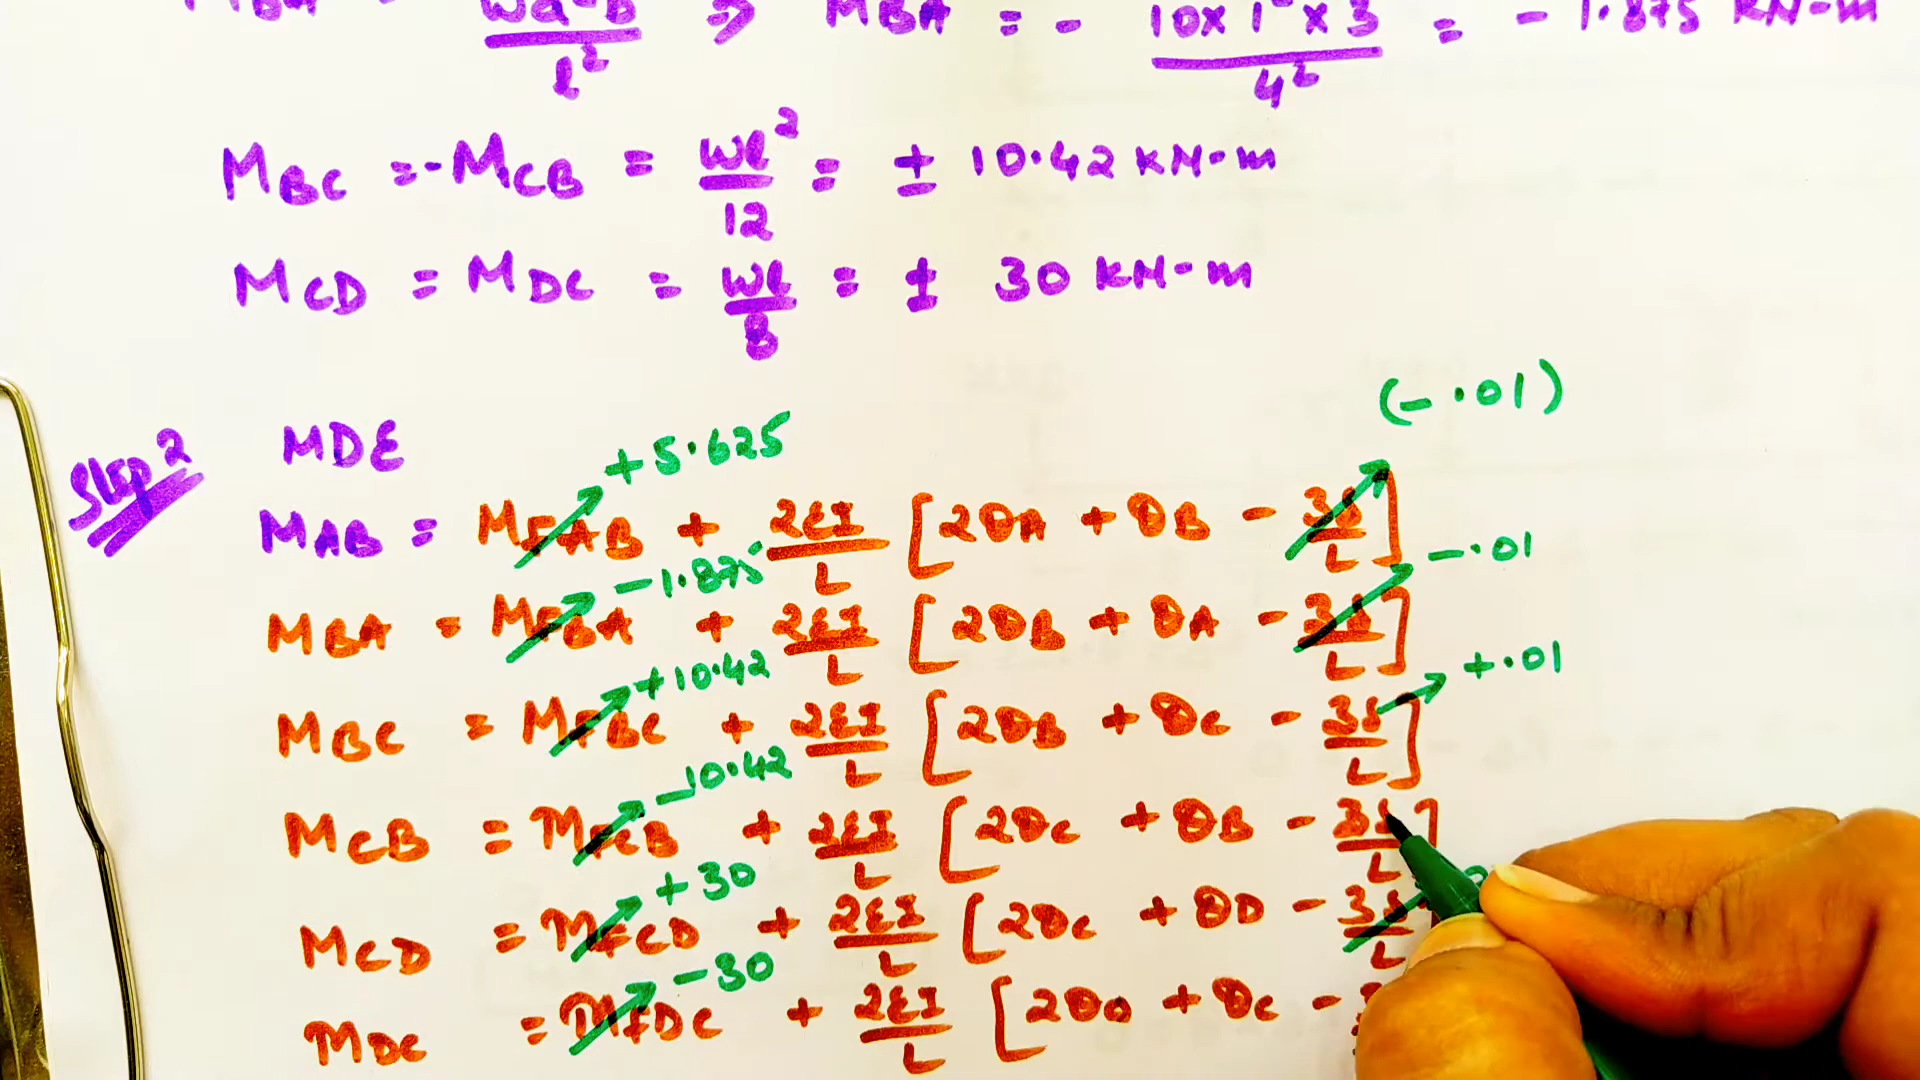 MBA = Wa²b/l² ⇒ MBA = - 10x1²x3/4² = - 1.875 KN-m
MBC = -MCB = wl²/12 = ± 10.42 KN-m
MCD = MDC = wl/8 = ± 30 KN-m
(-.01)
Step 2 MDE +5.625
MAB = MFAB + 2EI/L [2θA + θB - 3δ/L]
-1.875 -.01
MBA = MFBA + 2EI/L [2θB + θA - 3δ/L]
+10.42 +.01
MBC = MFBC + 2EI/L [2θB + θC - 3δ/L]
-10.42
MCB = MFCB + 2EI/L [2θC + θB - 3δ/L]
+30
MCD = MFCD + 2EI/L [2θC + θD - 3δ/L]
-30
MDC = MFDC + 2EI/L [2θD + θC -